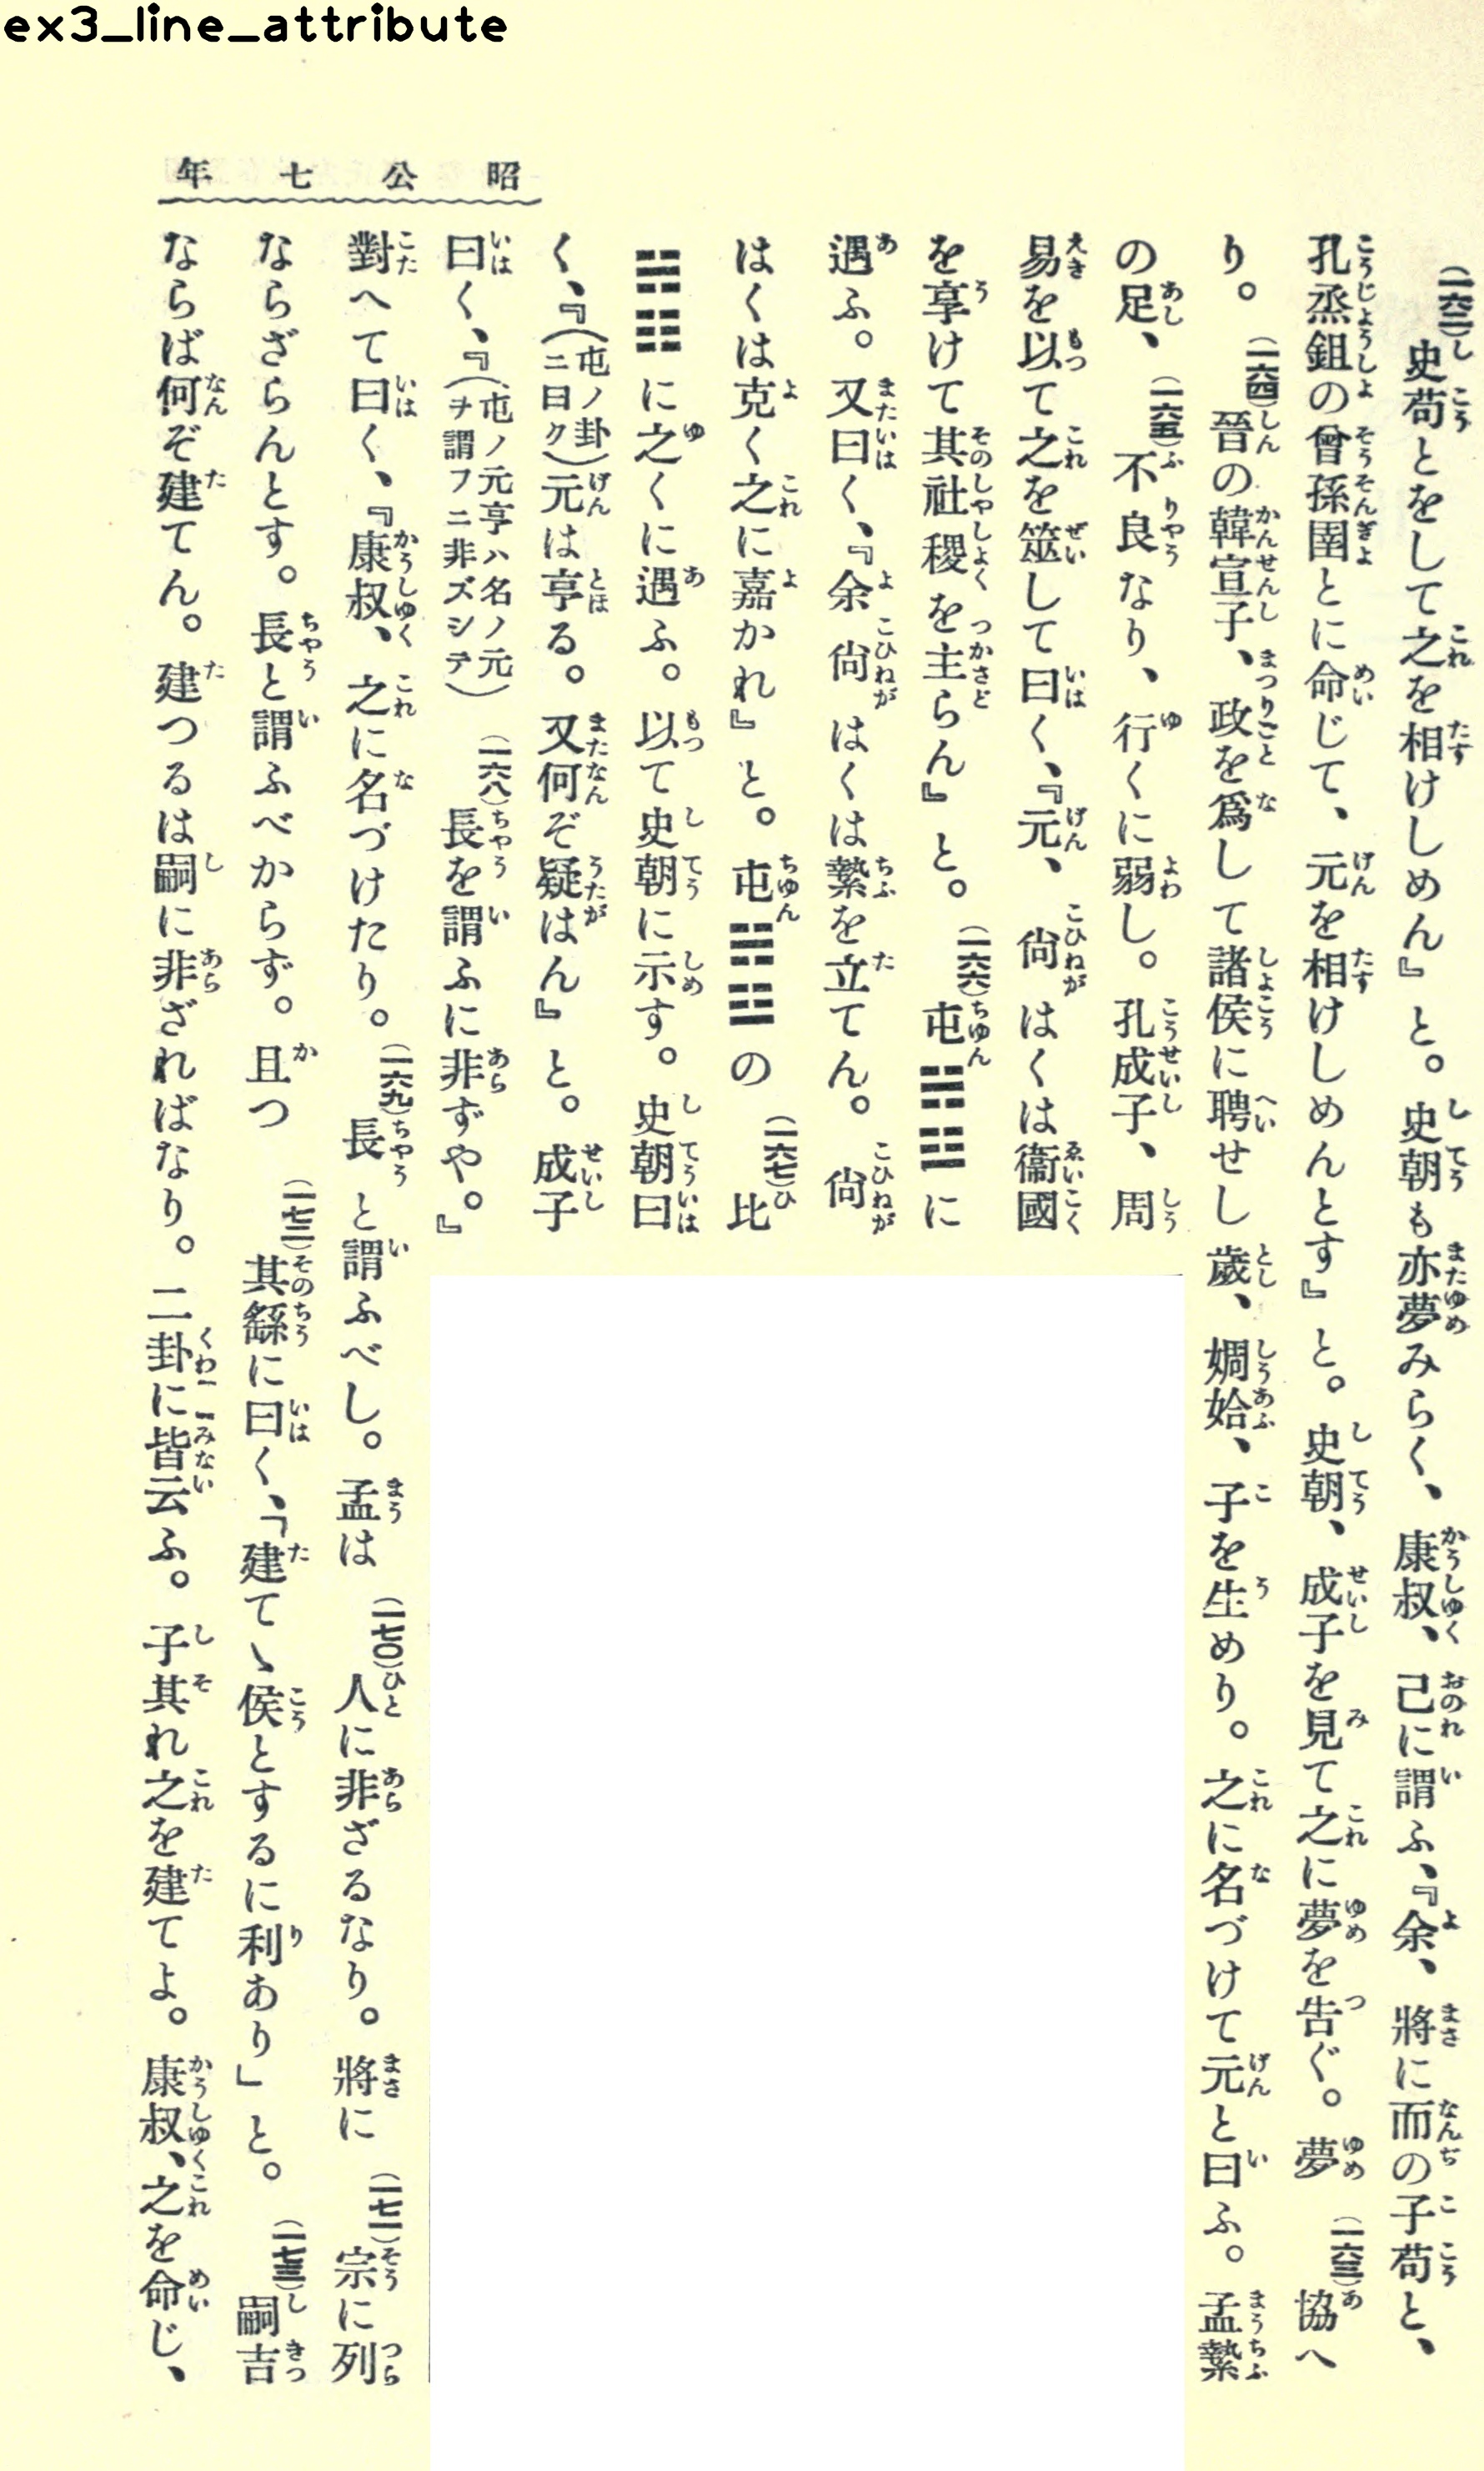 ex3_line_attribute
昭公七年
(一六二)史苟とをして之を相けしめん』と。史朝も亦夢みらく、康叔、己に謂ふ、『余、將に而の子苟と、
孔烝鉏の曾孫圉とに命じて、元を相けしめんとす』と。史朝、成子を見て之に夢を告ぐ。夢(一六三)協へ
り。(一六四)晉の韓宣子、政を爲して諸侯に聘せし歲、婤姶、子を生めり。之に名づけて元と曰ふ。孟縶
の足、(一六五)不良なり、行くに弱し。孔成子、周
易を以て之を筮して曰く、『元、尙はくは衞國
を享けて其社稷を主らん』と。(一六六)屯䷂に
遇ふ。又曰く、『余尙はくは縶を立てん。尙
はくは克く之に嘉かれ』と。屯䷂の(一六七)比
䷇に之くに遇ふ。以て史朝に示す。史朝曰
く、『(屯ノ卦ニ曰ク)元は亨る。又何ぞ疑はん』と。成子
曰く、『(屯ノ元亨ハ名ノ元ヲ謂フニ非ズシテ)(一六八)長を謂ふに非ずや。』
對へて曰く、『康叔、之に名づけたり。(一六九)長と謂ふべし。孟は(一七〇)人に非ざるなり。將に(一七一)宗に列
ならざらんとす。長と謂ふべからず。且つ(一七二)其繇に曰く、「建てゝ侯とするに利あり」と。(一七三)嗣吉
ならば何ぞ建てん。建つるは嗣に非ざればなり。二卦に皆云ふ。子其れ之を建てよ。康叔、之を命じ、